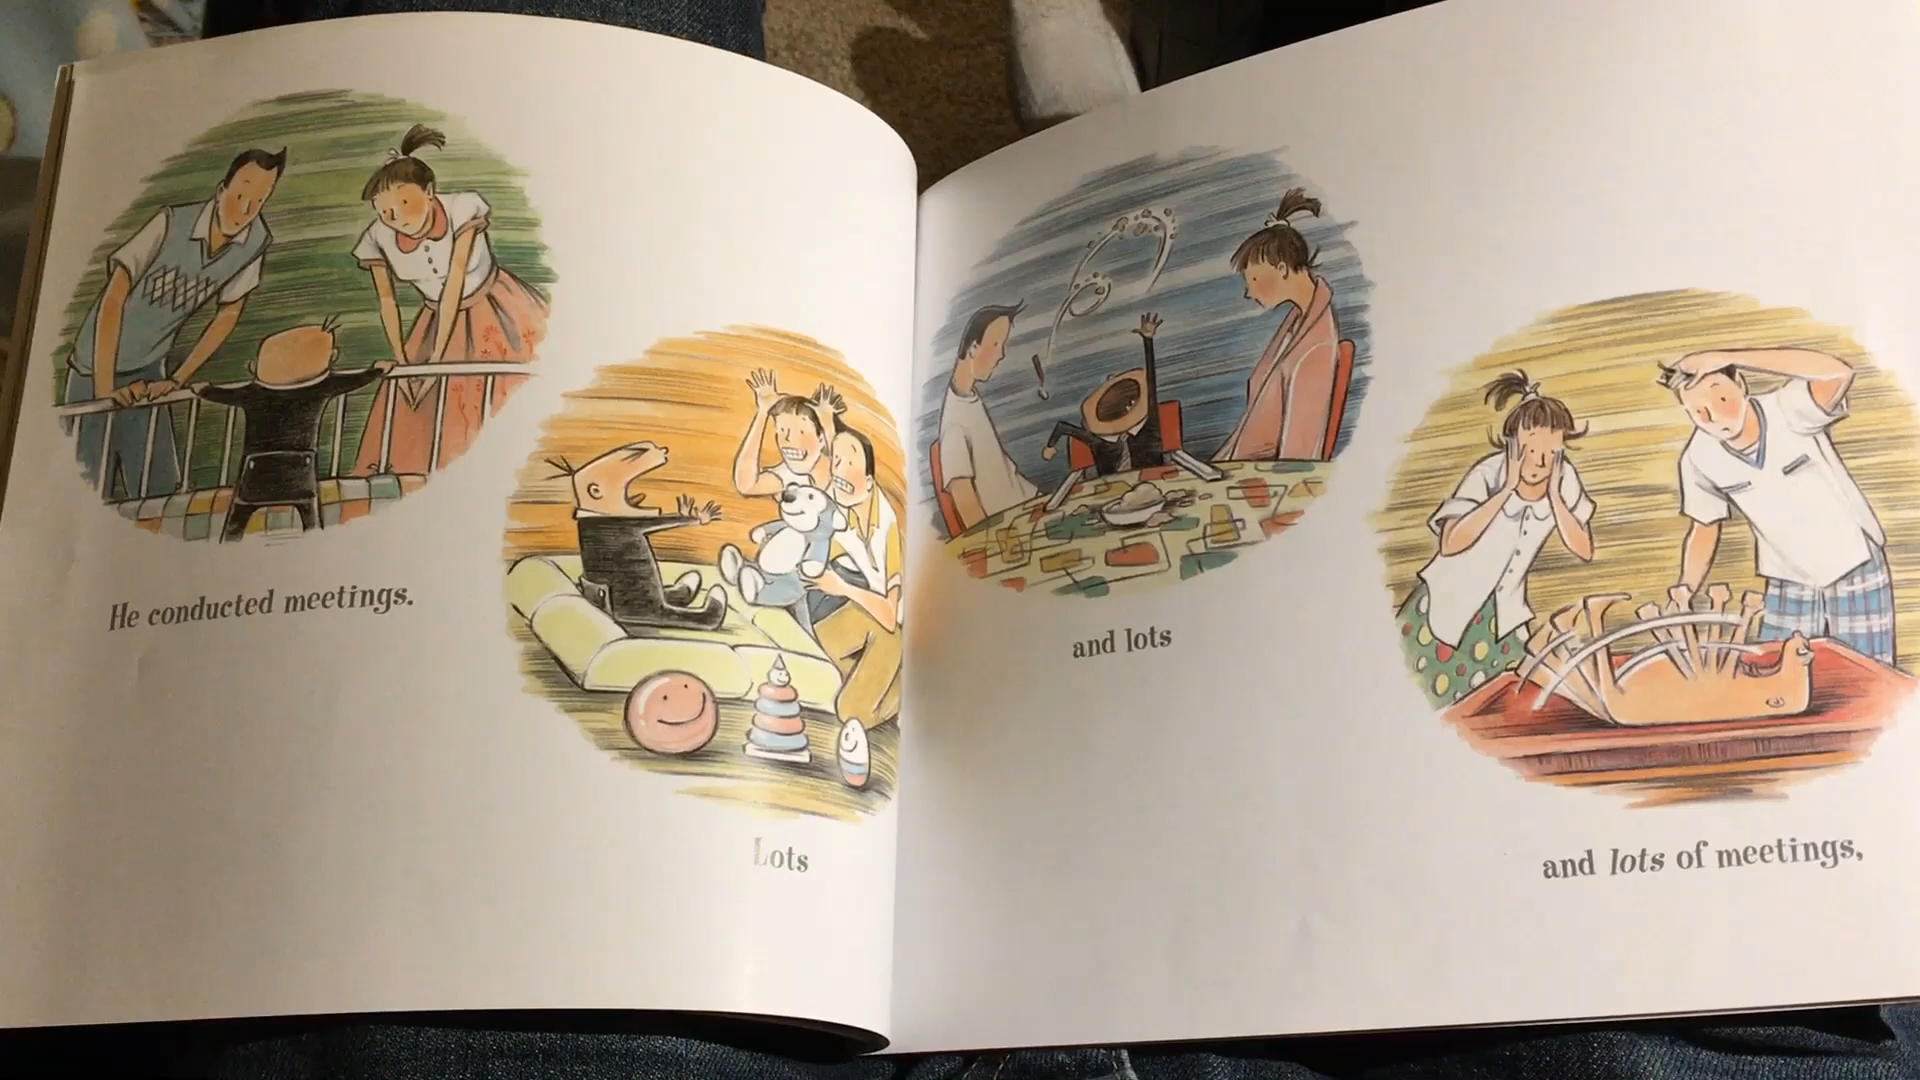 He conducted meetings.
Lots
and lots
and lots of meetings,